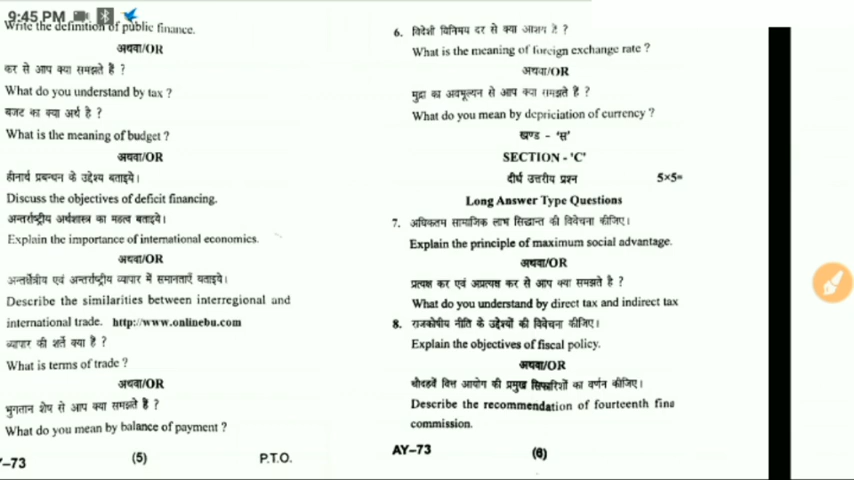 9:45 PM
Write the definition of public finance.
अथवा/OR
कर से आप क्या समझते हैं ?
What do you understand by tax ?
बजट का क्या अर्थ है ?
What is the meaning of budget ?
अथवा/OR
हीनार्थ प्रबन्धन के उद्देश्य बताइये।
Discuss the objectives of deficit financing.
अन्तर्राष्ट्रीय अर्थशास्त्र का महत्व बताइये।
Explain the importance of international economics.
अथवा/OR
अन्तर्क्षेत्रीय एवं अन्तर्राष्ट्रीय व्यापार में समानताएँ बताइये।
Describe the similarities between interregional and
international trade. http://www.onlinebu.com
व्यापार की शर्ते क्या है ?
What is terms of trade ?
अथवा/OR
भुगतान शेष से आप क्या समझते हैं ?
What do you mean by balance of payment ?
-73 (5) P.T.O.
6. विदेशी विनिमय दर से क्या आशय है ?
What is the meaning of foreign exchange rate ?
अथवा/OR
मुद्रा का अवमूल्यन से आप क्या समझते हैं ?
What do you mean by depriciation of currency ?
खण्ड - 'स'
SECTION - 'C'
दीर्घ उत्तरीय प्रश्न 5×5=
Long Answer Type Questions
7. अधिकतम सामाजिक लाभ सिद्धान्त की विवेचना कीजिए।
Explain the principle of maximum social advantage.
अथवा/OR
प्रत्यक्ष कर एवं अप्रत्यक्ष कर से आप क्या समझते है ?
What do you understand by direct tax and indirect tax
8. राजकोषीय नीति के उद्देश्यों की विवेचना कीजिए।
Explain the objectives of fiscal policy.
अथवा/OR
चौदहवें वित्त आयोग की प्रमुख सिफारिशों का वर्णन कीजिए।
Describe the recommendation of fourteenth fina
commission.
AY-73 (6)